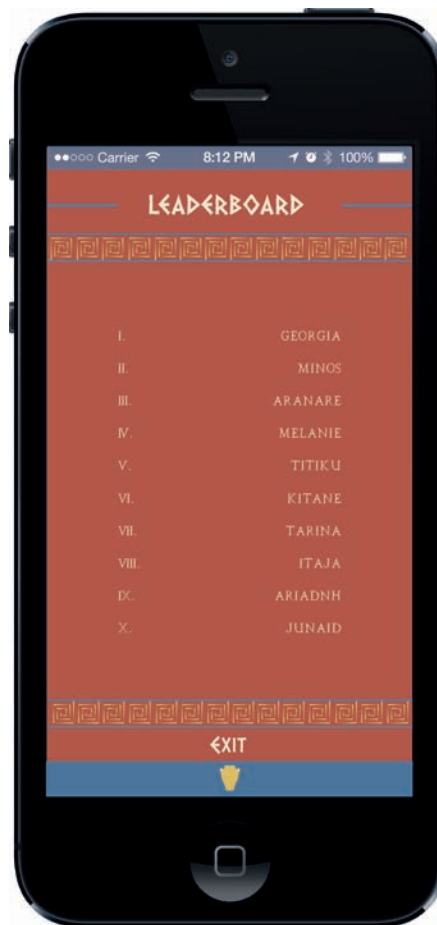 Carrier 8:12 PM 100%
LEADERBOARD
I. GEORGIA
II. MINOS
III. ARANARE
IV. MELANIE
V. TITIKU
VI. KITANE
VII. TARINA
VIII. ITAJA
IX. ARIADNH
X. JUNAID
EXIT